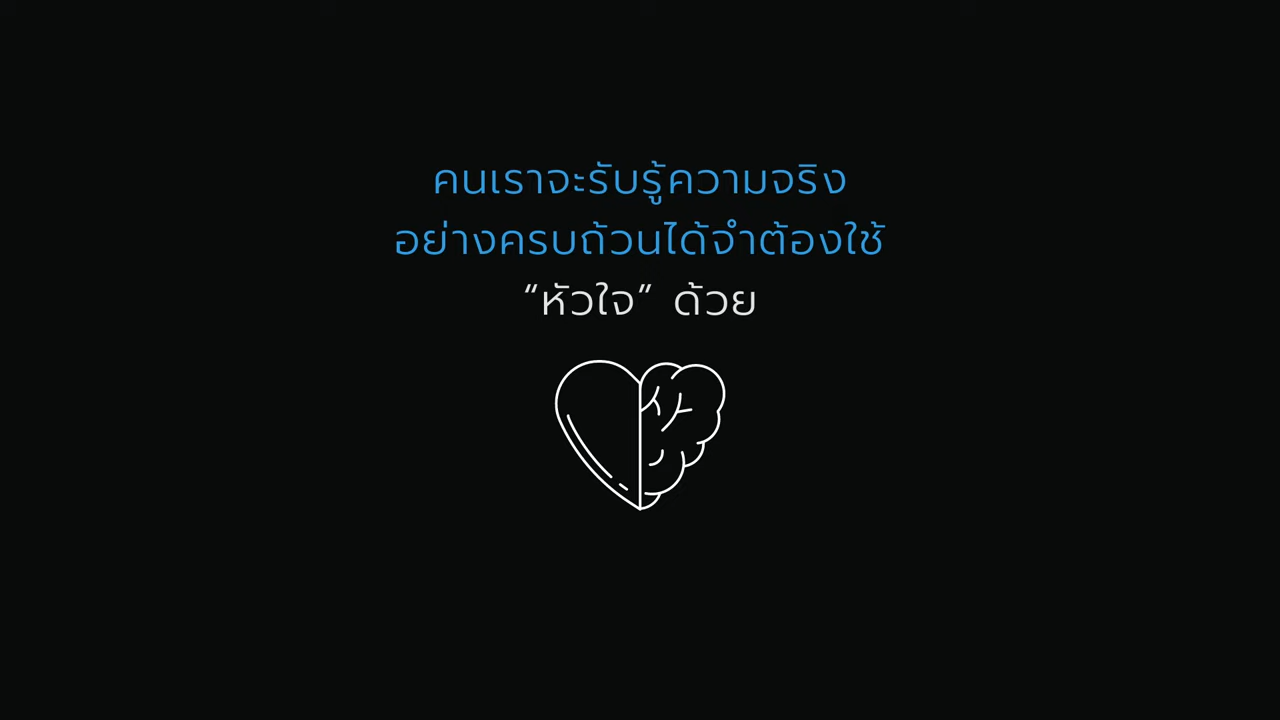 คนเราจะรับรู้ความจริง
อย่างครบถ้วนได้จำต้องใช้
“หัวใจ” ด้วย